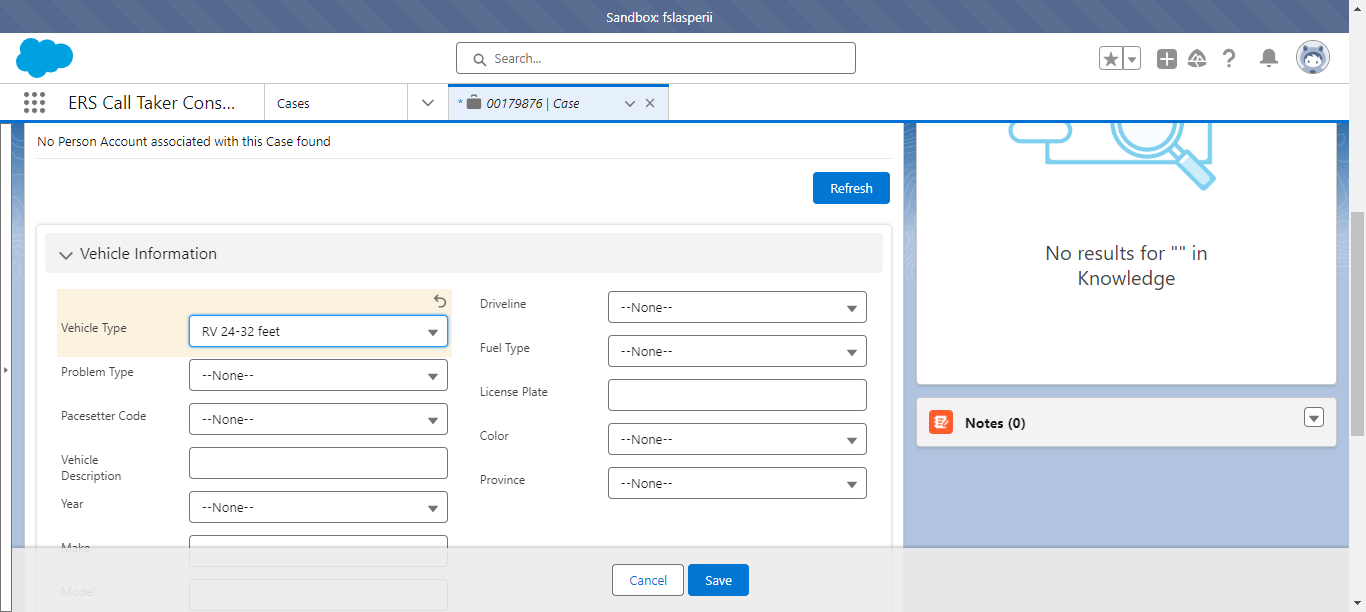 Sandbox: fslasperii
Search...
ERS Call Taker Cons...
Cases
* 00179876 | Case
No Person Account associated with this Case found
Refresh
Vehicle Information
Vehicle Type
RV 24-32 feet
Problem Type
--None--
Pacesetter Code
--None--
Vehicle
Description
Year
--None--
Make
Model
Driveline
--None--
Fuel Type
--None--
License Plate
Color
--None--
Province
--None--
No results for "" in
Knowledge
Notes (0)
Cancel
Save